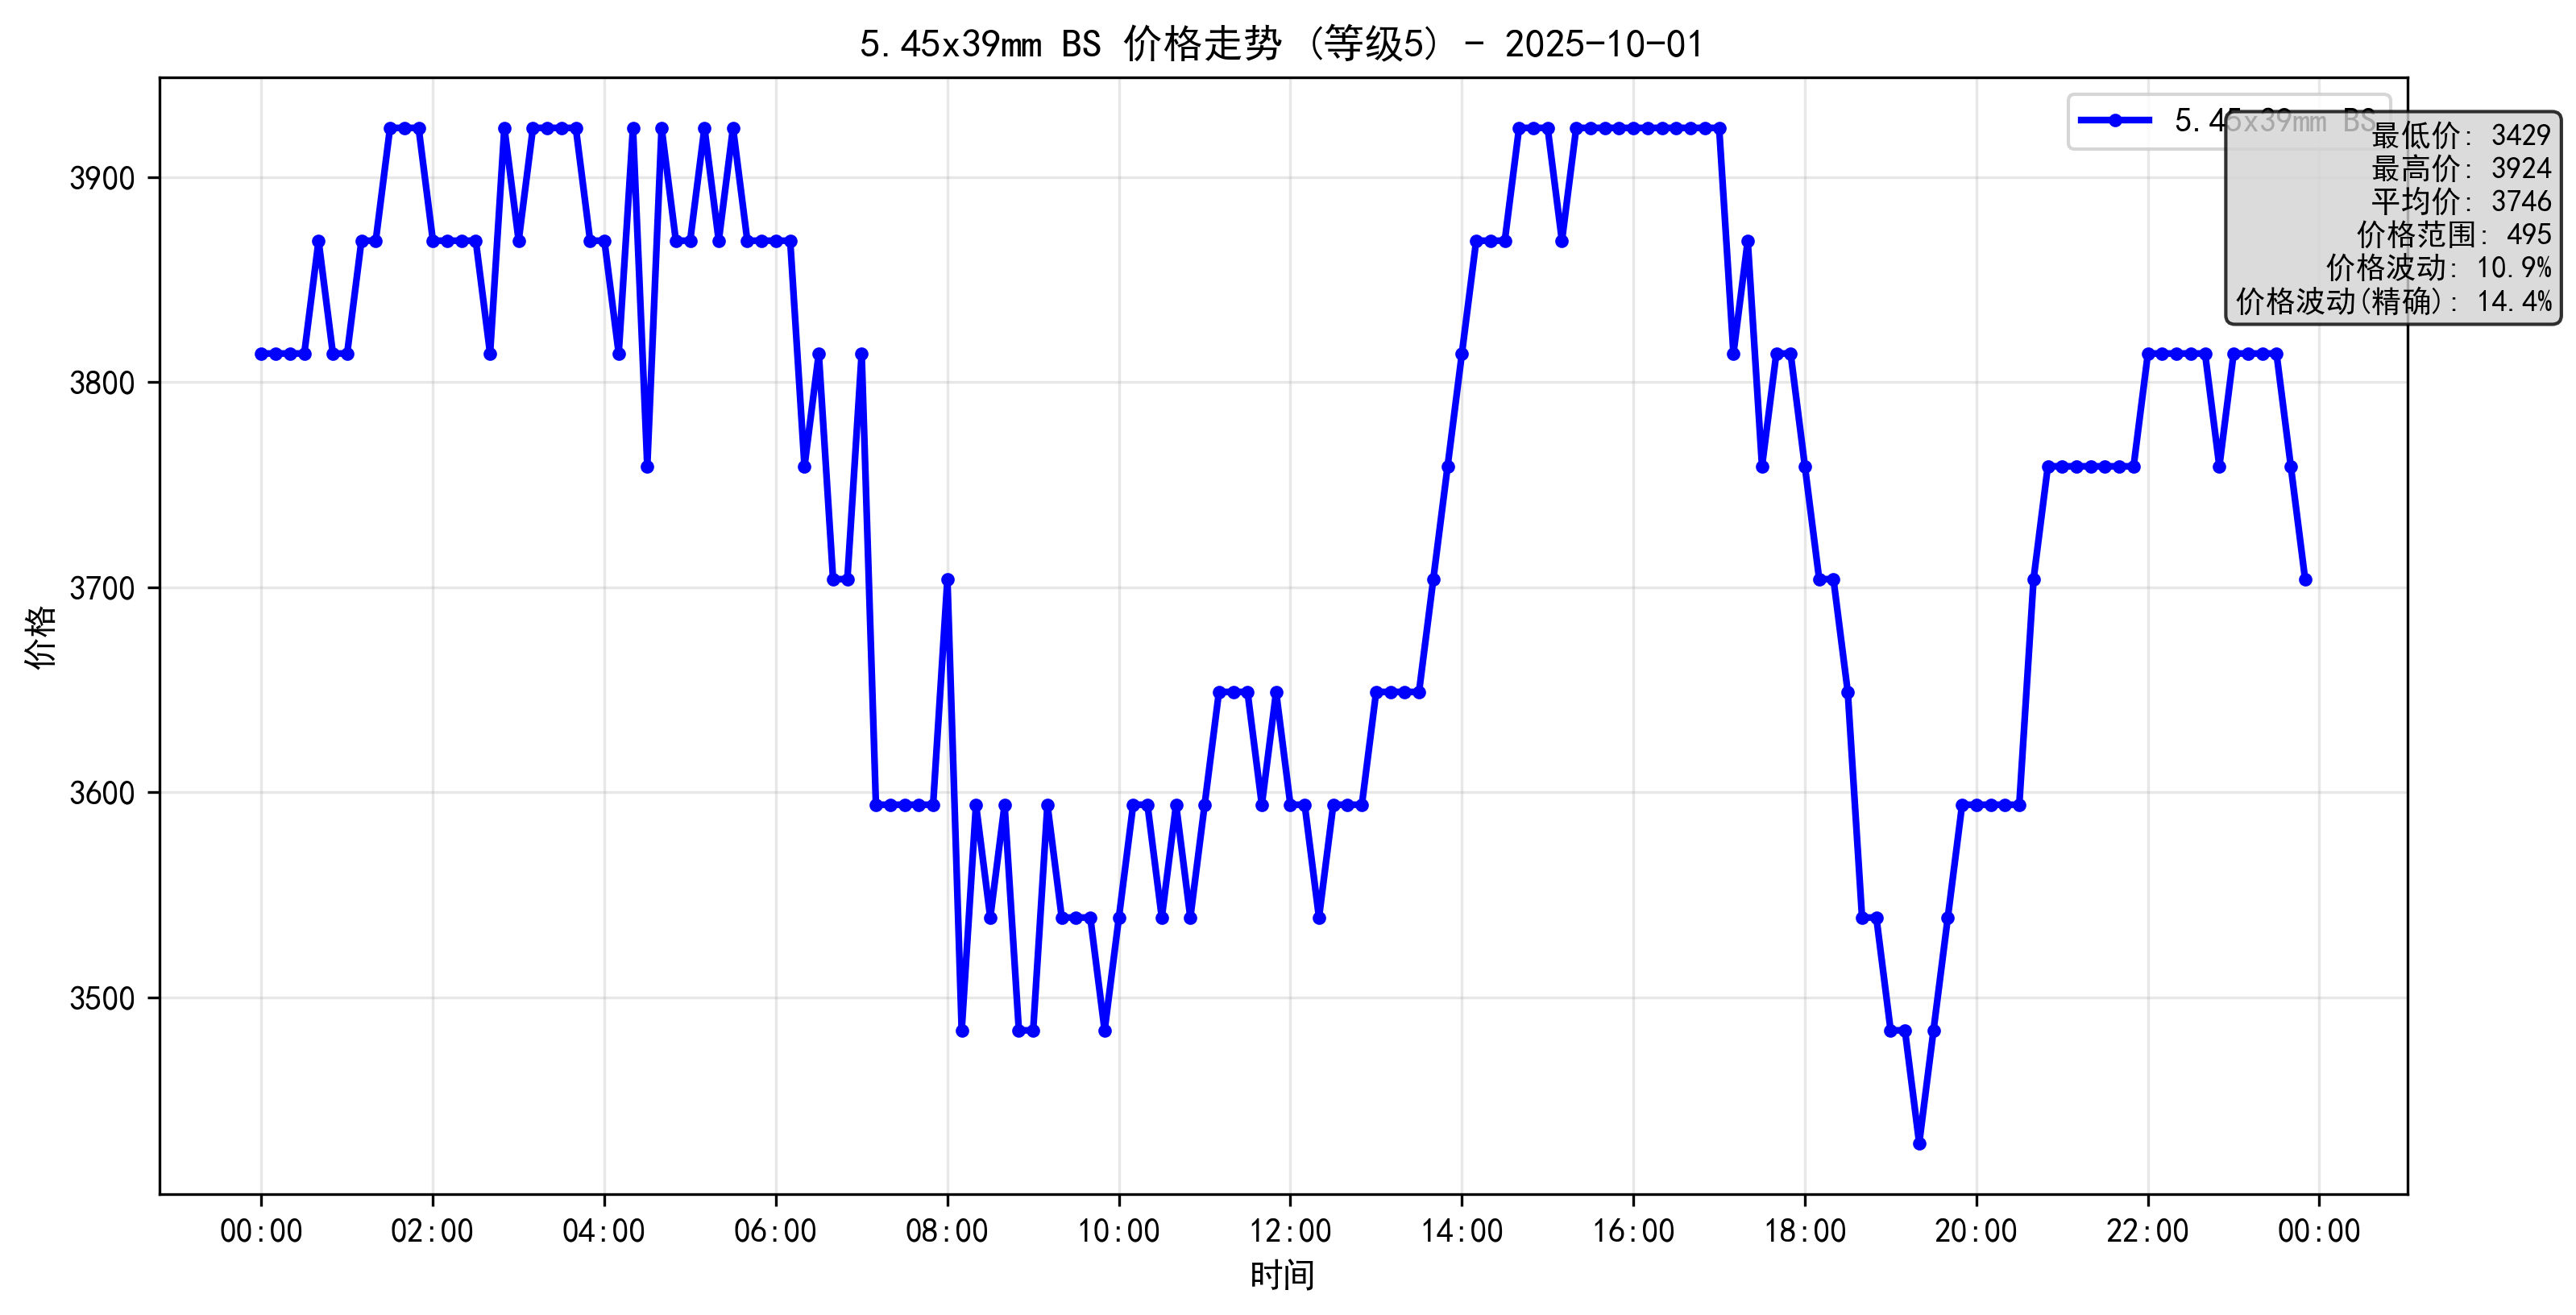 5.45x39mm BS 价格走势 (等级5) - 2025-10-01
5.45x39mm BS
最低价: 3429
最高价: 3924
平均价: 3746
价格范围: 495
价格波动: 10.9%
价格波动(精确): 14.4%
3900
3800
3700
3600
3500
价格
00:00 02:00 04:00 06:00 08:00 10:00 12:00 14:00 16:00 18:00 20:00 22:00 00:00
时间